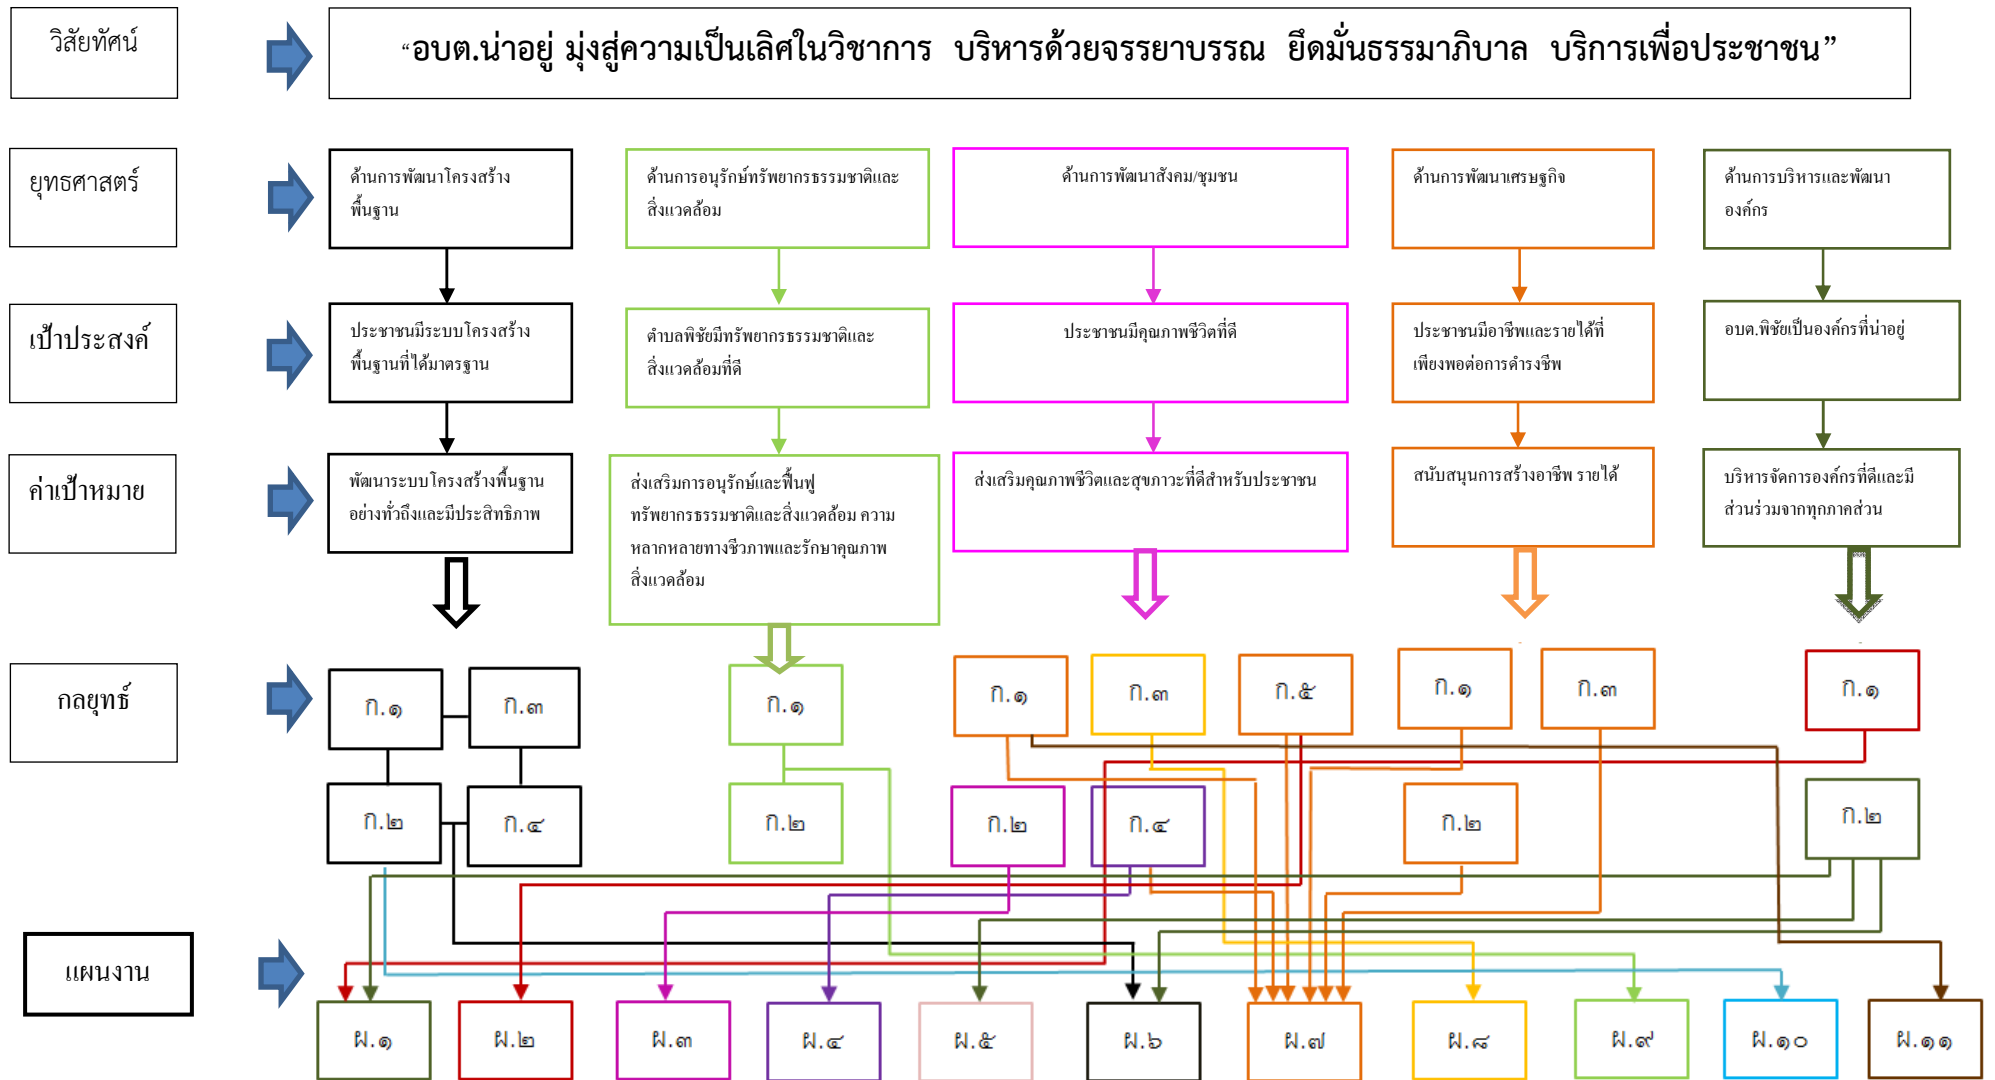 วิสัยทัศน์
“อบต.น่าอยู่ มุ่งสู่ความเป็นเลิศในวิชาการ บริหารด้วยจรรยาบรรณ ยึดมั่นธรรมาภิบาล บริการเพื่อประชาชน”
ยุทธศาสตร์
ด้านการพัฒนาโครงสร้าง
พื้นฐาน
ด้านการอนุรักษ์ทรัพยากรธรรมชาติและ
สิ่งแวดล้อม
ด้านการพัฒนาสังคม/ชุมชน
ด้านการพัฒนาเศรษฐกิจ
ด้านการบริหารและพัฒนา
องค์กร
เป้าประสงค์
ประชาชนมีระบบโครงสร้าง
พื้นฐานที่ได้มาตรฐาน
ตำบลพิชัยมีทรัพยากรธรรมชาติและ
สิ่งแวดล้อมที่ดี
ประชาชนมีคุณภาพชีวิตที่ดี
ประชาชนมีอาชีพและรายได้ที่
เพียงพอต่อการดำรงชีพ
อบต.พิชัยเป็นองค์กรที่น่าอยู่
ค่าเป้าหมาย
พัฒนาระบบโครงสร้างพื้นฐาน
อย่างทั่วถึงและมีประสิทธิภาพ
ส่งเสริมการอนุรักษ์และฟื้นฟู
ทรัพยากรธรรมชาติและสิ่งแวดล้อม ความ
หลากหลายทางชีวภาพและรักษาคุณภาพ
สิ่งแวดล้อม
ส่งเสริมคุณภาพชีวิตและสุขภาวะที่ดีสำหรับประชาชน
สนับสนุนการสร้างอาชีพ รายได้
บริหารจัดการองค์กรที่ดีและมี
ส่วนร่วมจากทุกภาคส่วน
กลยุทธ์
ก.๑
ก.๓
ก.๑
ก.๑
ก.๓
ก.๕
ก.๑
ก.๓
ก.๑
ก.๒
ก.๔
ก.๒
ก.๒
ก.๔
ก.๒
ก.๒
แผนงาน
ผ.๑
ผ.๒
ผ.๓
ผ.๔
ผ.๕
ผ.๖
ผ.๗
ผ.๘
ผ.๙
ผ.๑๐
ผ.๑๑